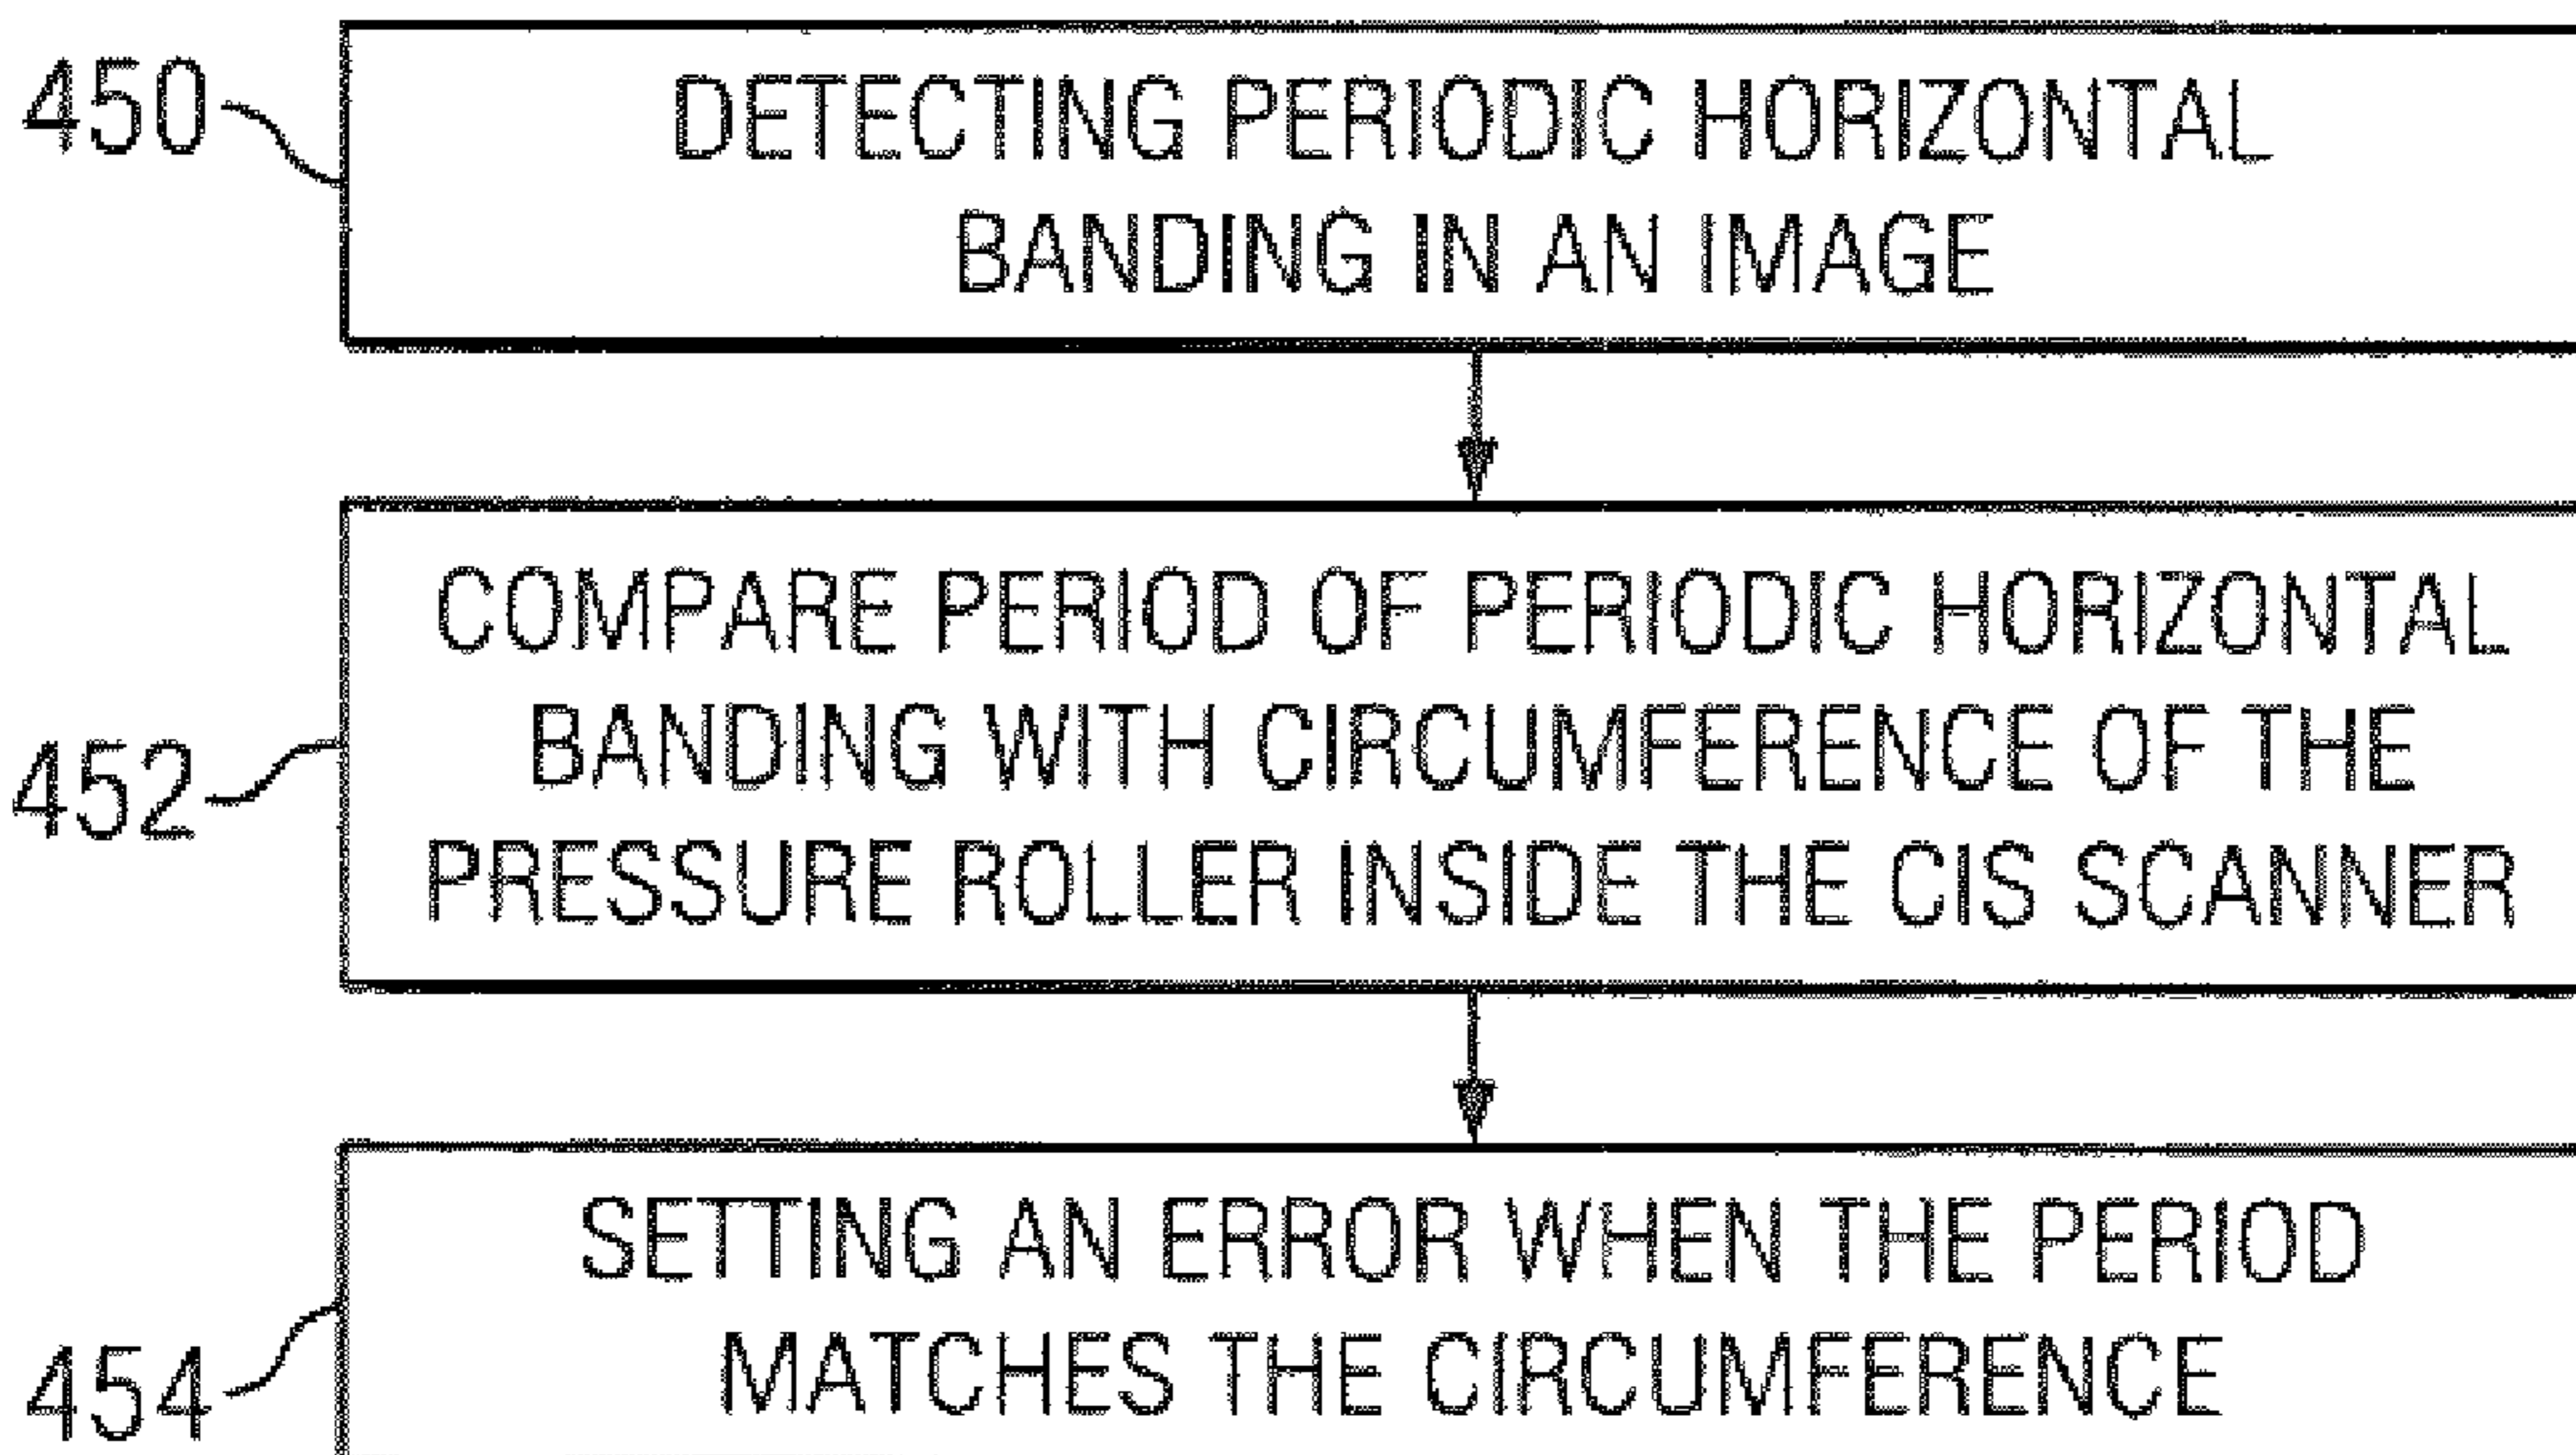 450
DETECTING PERIODIC HORIZONTAL
BANDING IN AN IMAGE
452
COMPARE PERIOD OF PERIODIC HORIZONTAL
BANDING WITH CIRCUMFERENCE OF THE
PRESSURE ROLLER INSIDE THE CIS SCANNER
454
SETTING AN ERROR WHEN THE PERIOD
MATCHES THE CIRCUMFERENCE